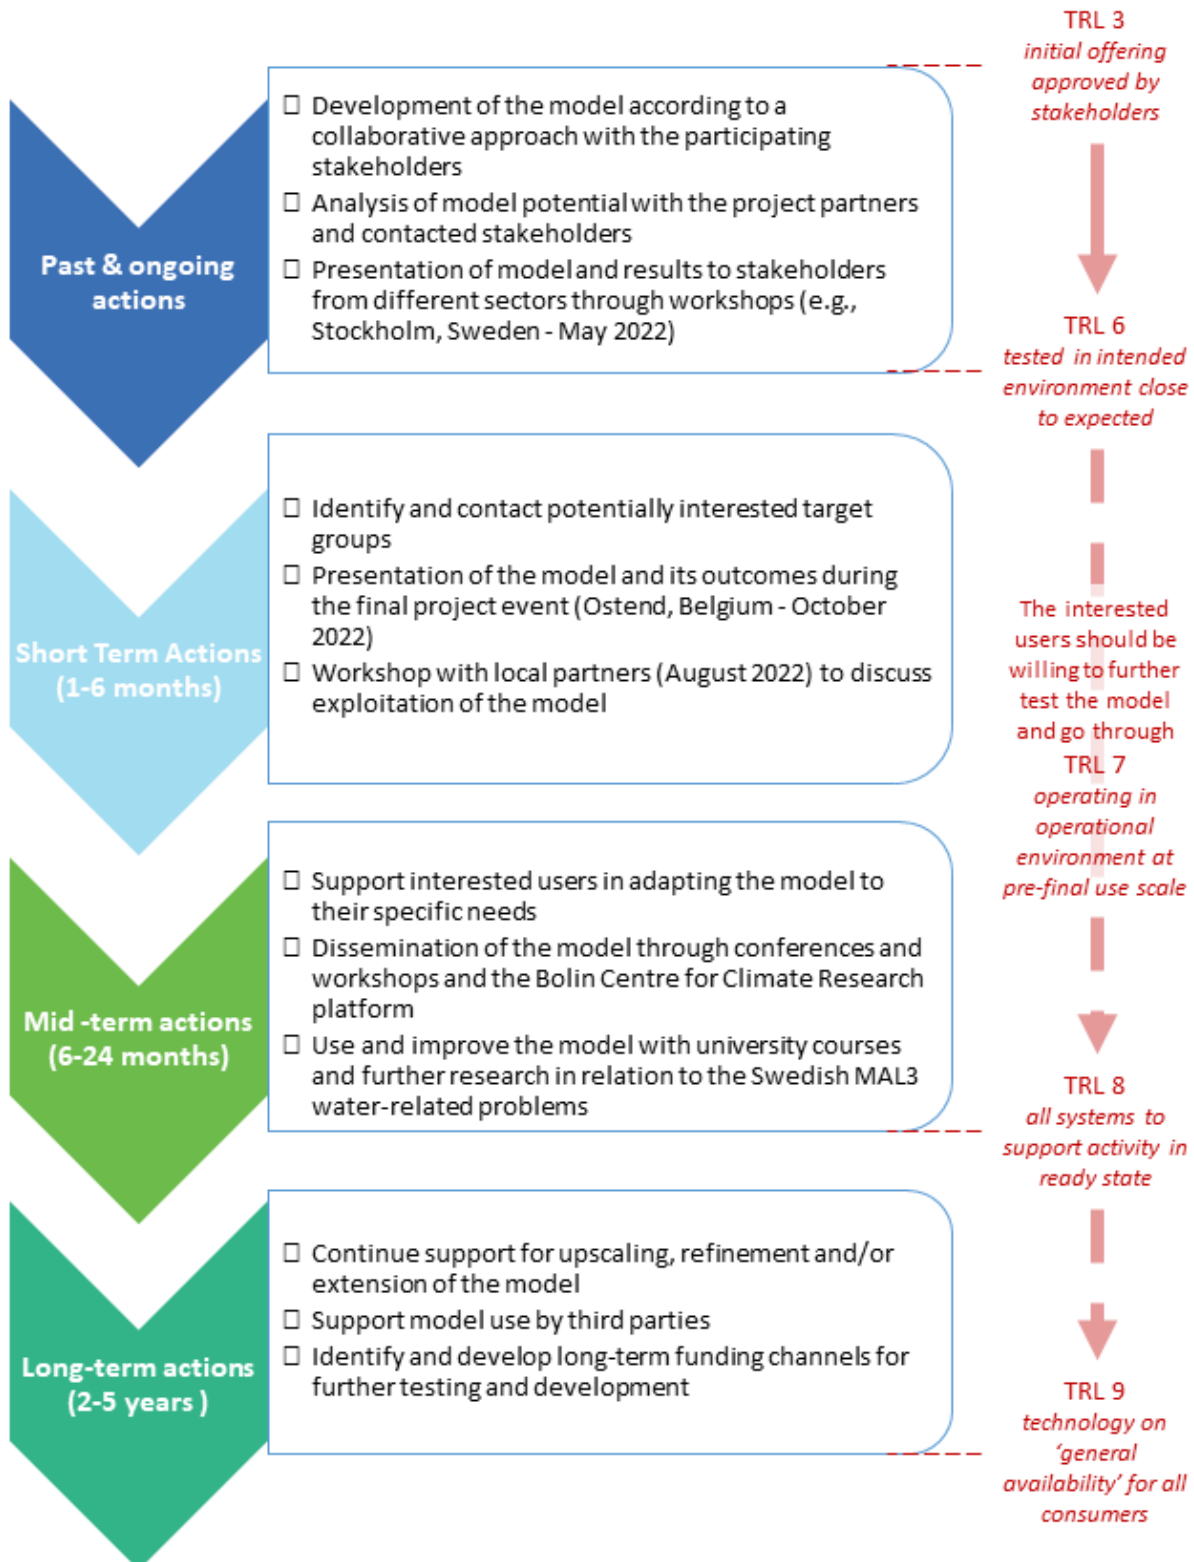 TRL 3
initial offering
approved by
stakeholders
Past & ongoing
actions
☐ Development of the model according to a
collaborative approach with the participating
stakeholders
☐ Analysis of model potential with the project partners
and contacted stakeholders
☐ Presentation of model and results to stakeholders
from different sectors through workshops (e.g.,
Stockholm, Sweden - May 2022)
TRL 6
tested in intended
environment close
to expected
Short Term Actions
(1-6 months)
☐ Identify and contact potentially interested target
groups
☐ Presentation of the model and its outcomes during
the final project event (Ostend, Belgium - October
2022)
☐ Workshop with local partners (August 2022) to discuss
exploitation of the model
The interested
users should be
willing to further
test the model
and go through
TRL 7
operating in
operational
environment at
pre-final use scale
Mid -term actions
(6-24 months)
☐ Support interested users in adapting the model to
their specific needs
☐ Dissemination of the model through conferences and
workshops and the Bolin Centre for Climate Research
platform
☐ Use and improve the model with university courses
and further research in relation to the Swedish MAL3
water-related problems
TRL 8
all systems to
support activity in
ready state
Long-term actions
(2-5 years )
☐ Continue support for upscaling, refinement and/or
extension of the model
☐ Support model use by third parties
☐ Identify and develop long-term funding channels for
further testing and development
TRL 9
technology on
‘general
availability’ for all
consumers